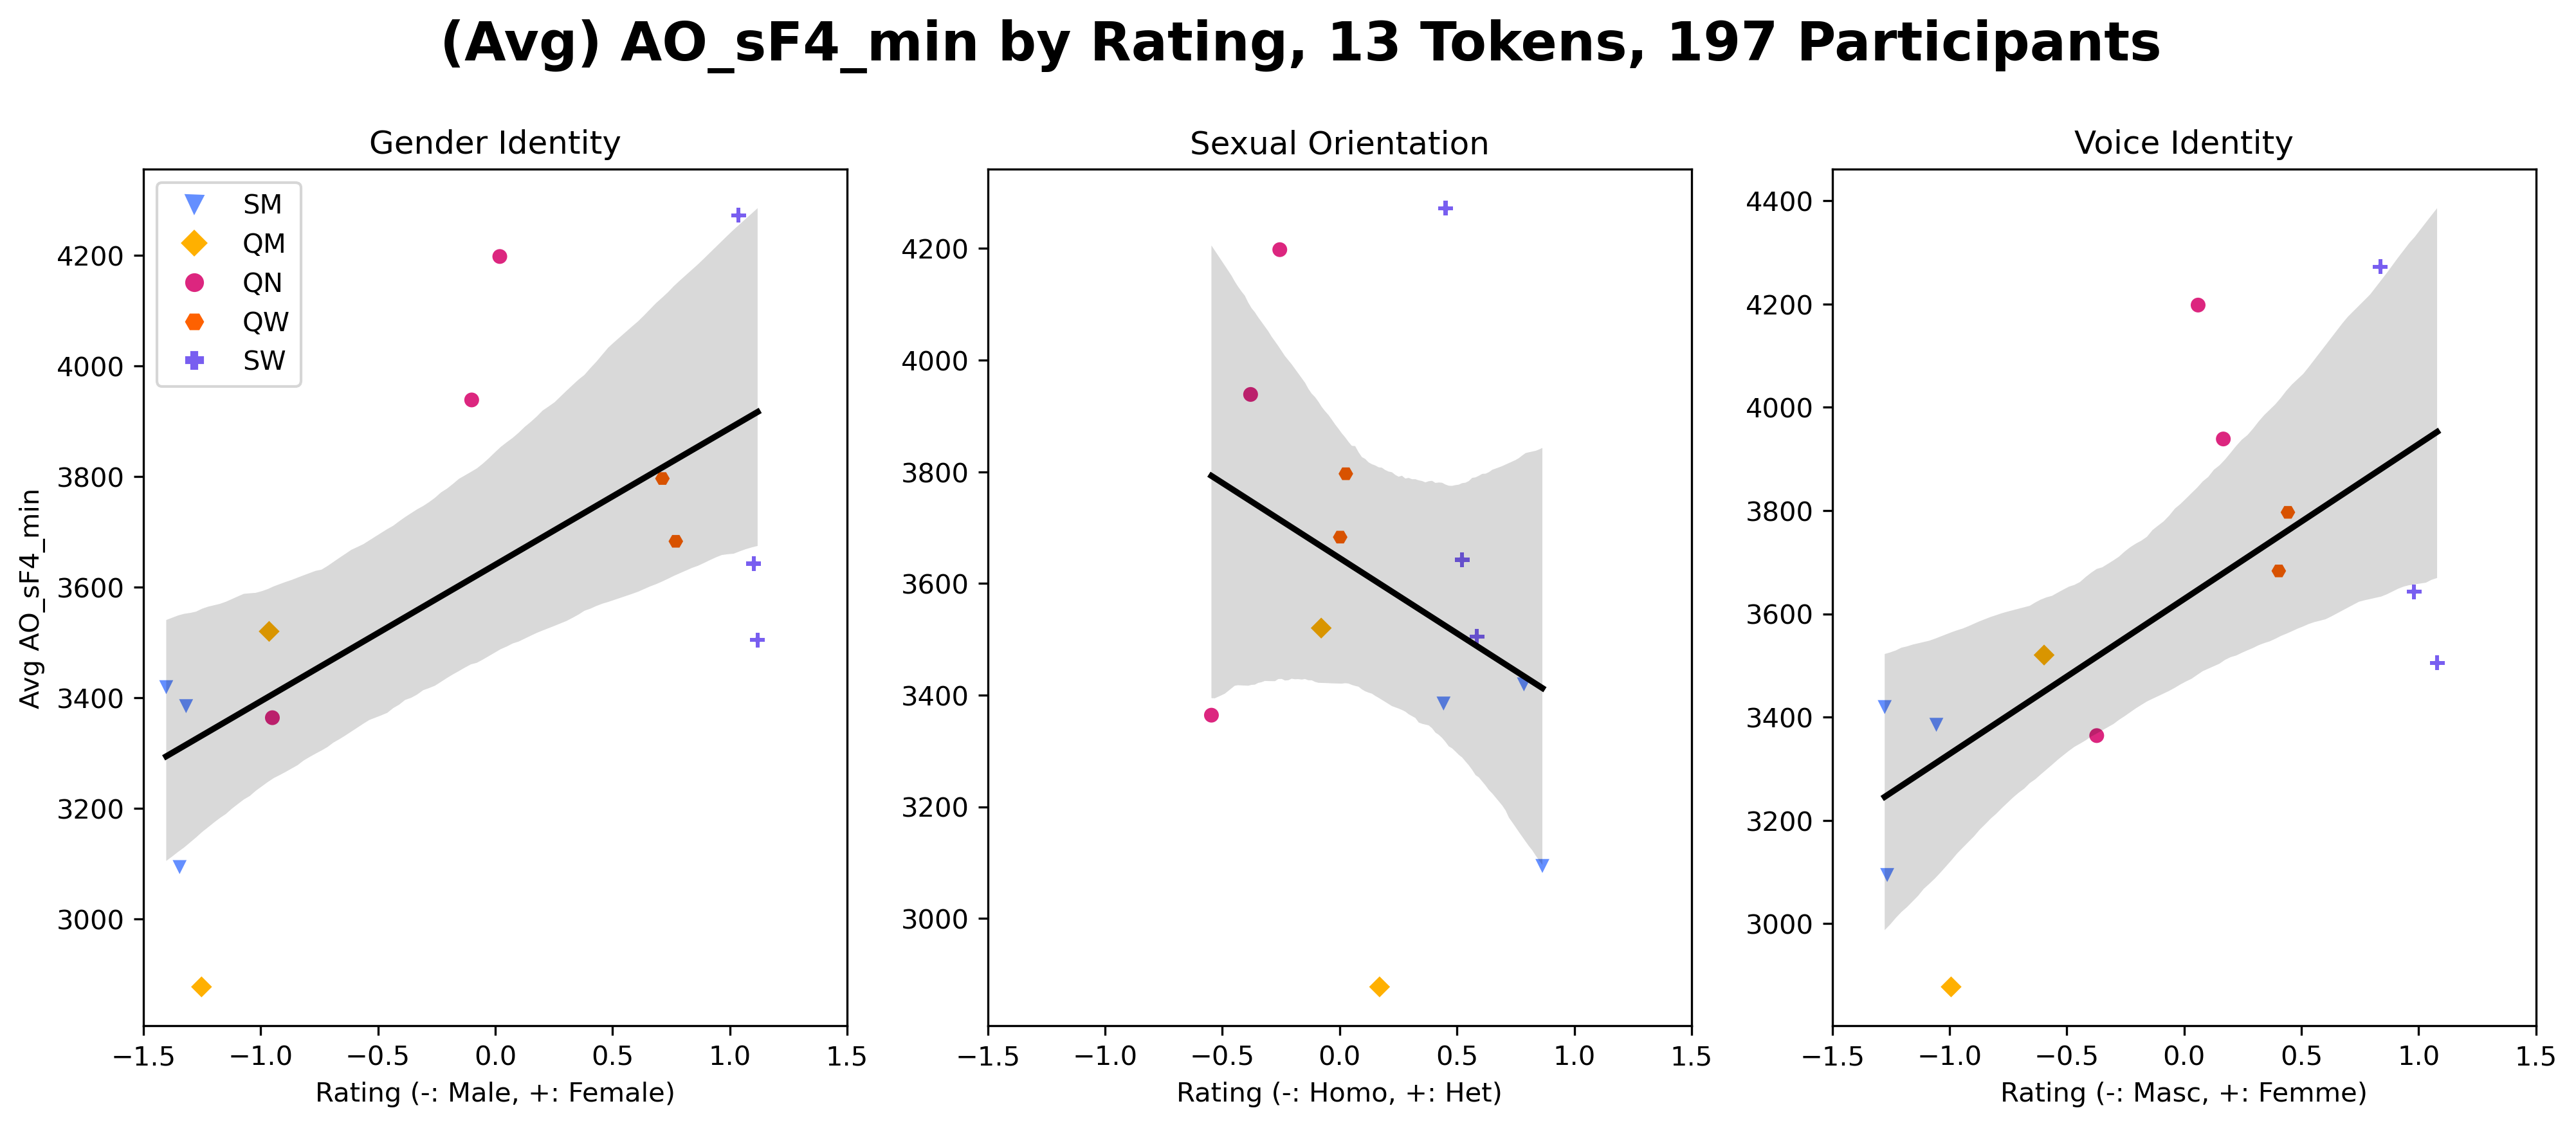 (Avg) AO_sF4_min by Rating, 13 Tokens, 197 Participants
Gender Identity
SM
QM
QN
QW
SW
4200
4000
3800
3600
3400
3200
3000
Avg AO_sF4_min
−1.5 −1.0 −0.5 0.0 0.5 1.0 1.5
Rating (-: Male, +: Female)
Sexual Orientation
4200
4000
3800
3600
3400
3200
3000
−1.5 −1.0 −0.5 0.0 0.5 1.0 1.5
Rating (-: Homo, +: Het)
Voice Identity
4400
4200
4000
3800
3600
3400
3200
3000
−1.5 −1.0 −0.5 0.0 0.5 1.0 1.5
Rating (-: Masc, +: Femme)